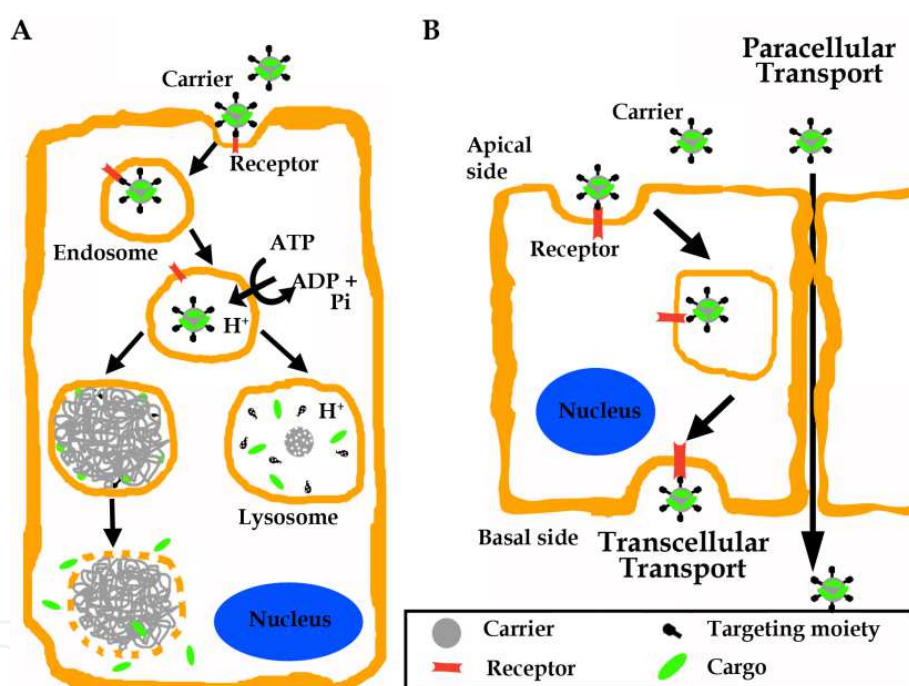 A
Carrier
Receptor
Endosome
ATP
ADP +
Pi
H+
H+
Lysosome
Nucleus
B
Paracellular
Transport
Carrier
Apical
side
Receptor
Nucleus
Basal side
Transcellular
Transport
Carrier
Targeting moiety
Receptor
Cargo